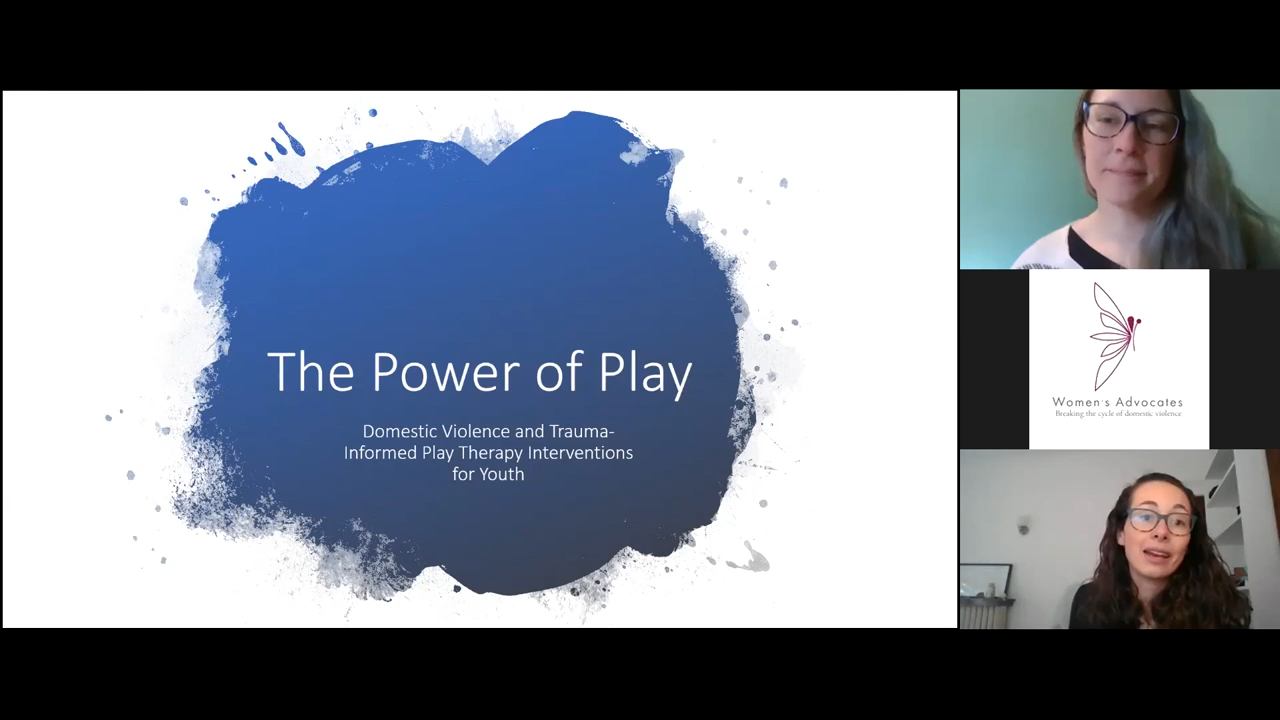 The Power of Play
Domestic Violence and Trauma-
Informed Play Therapy Interventions
for Youth
Women's Advocates
Breaking the cycle of domestic violence